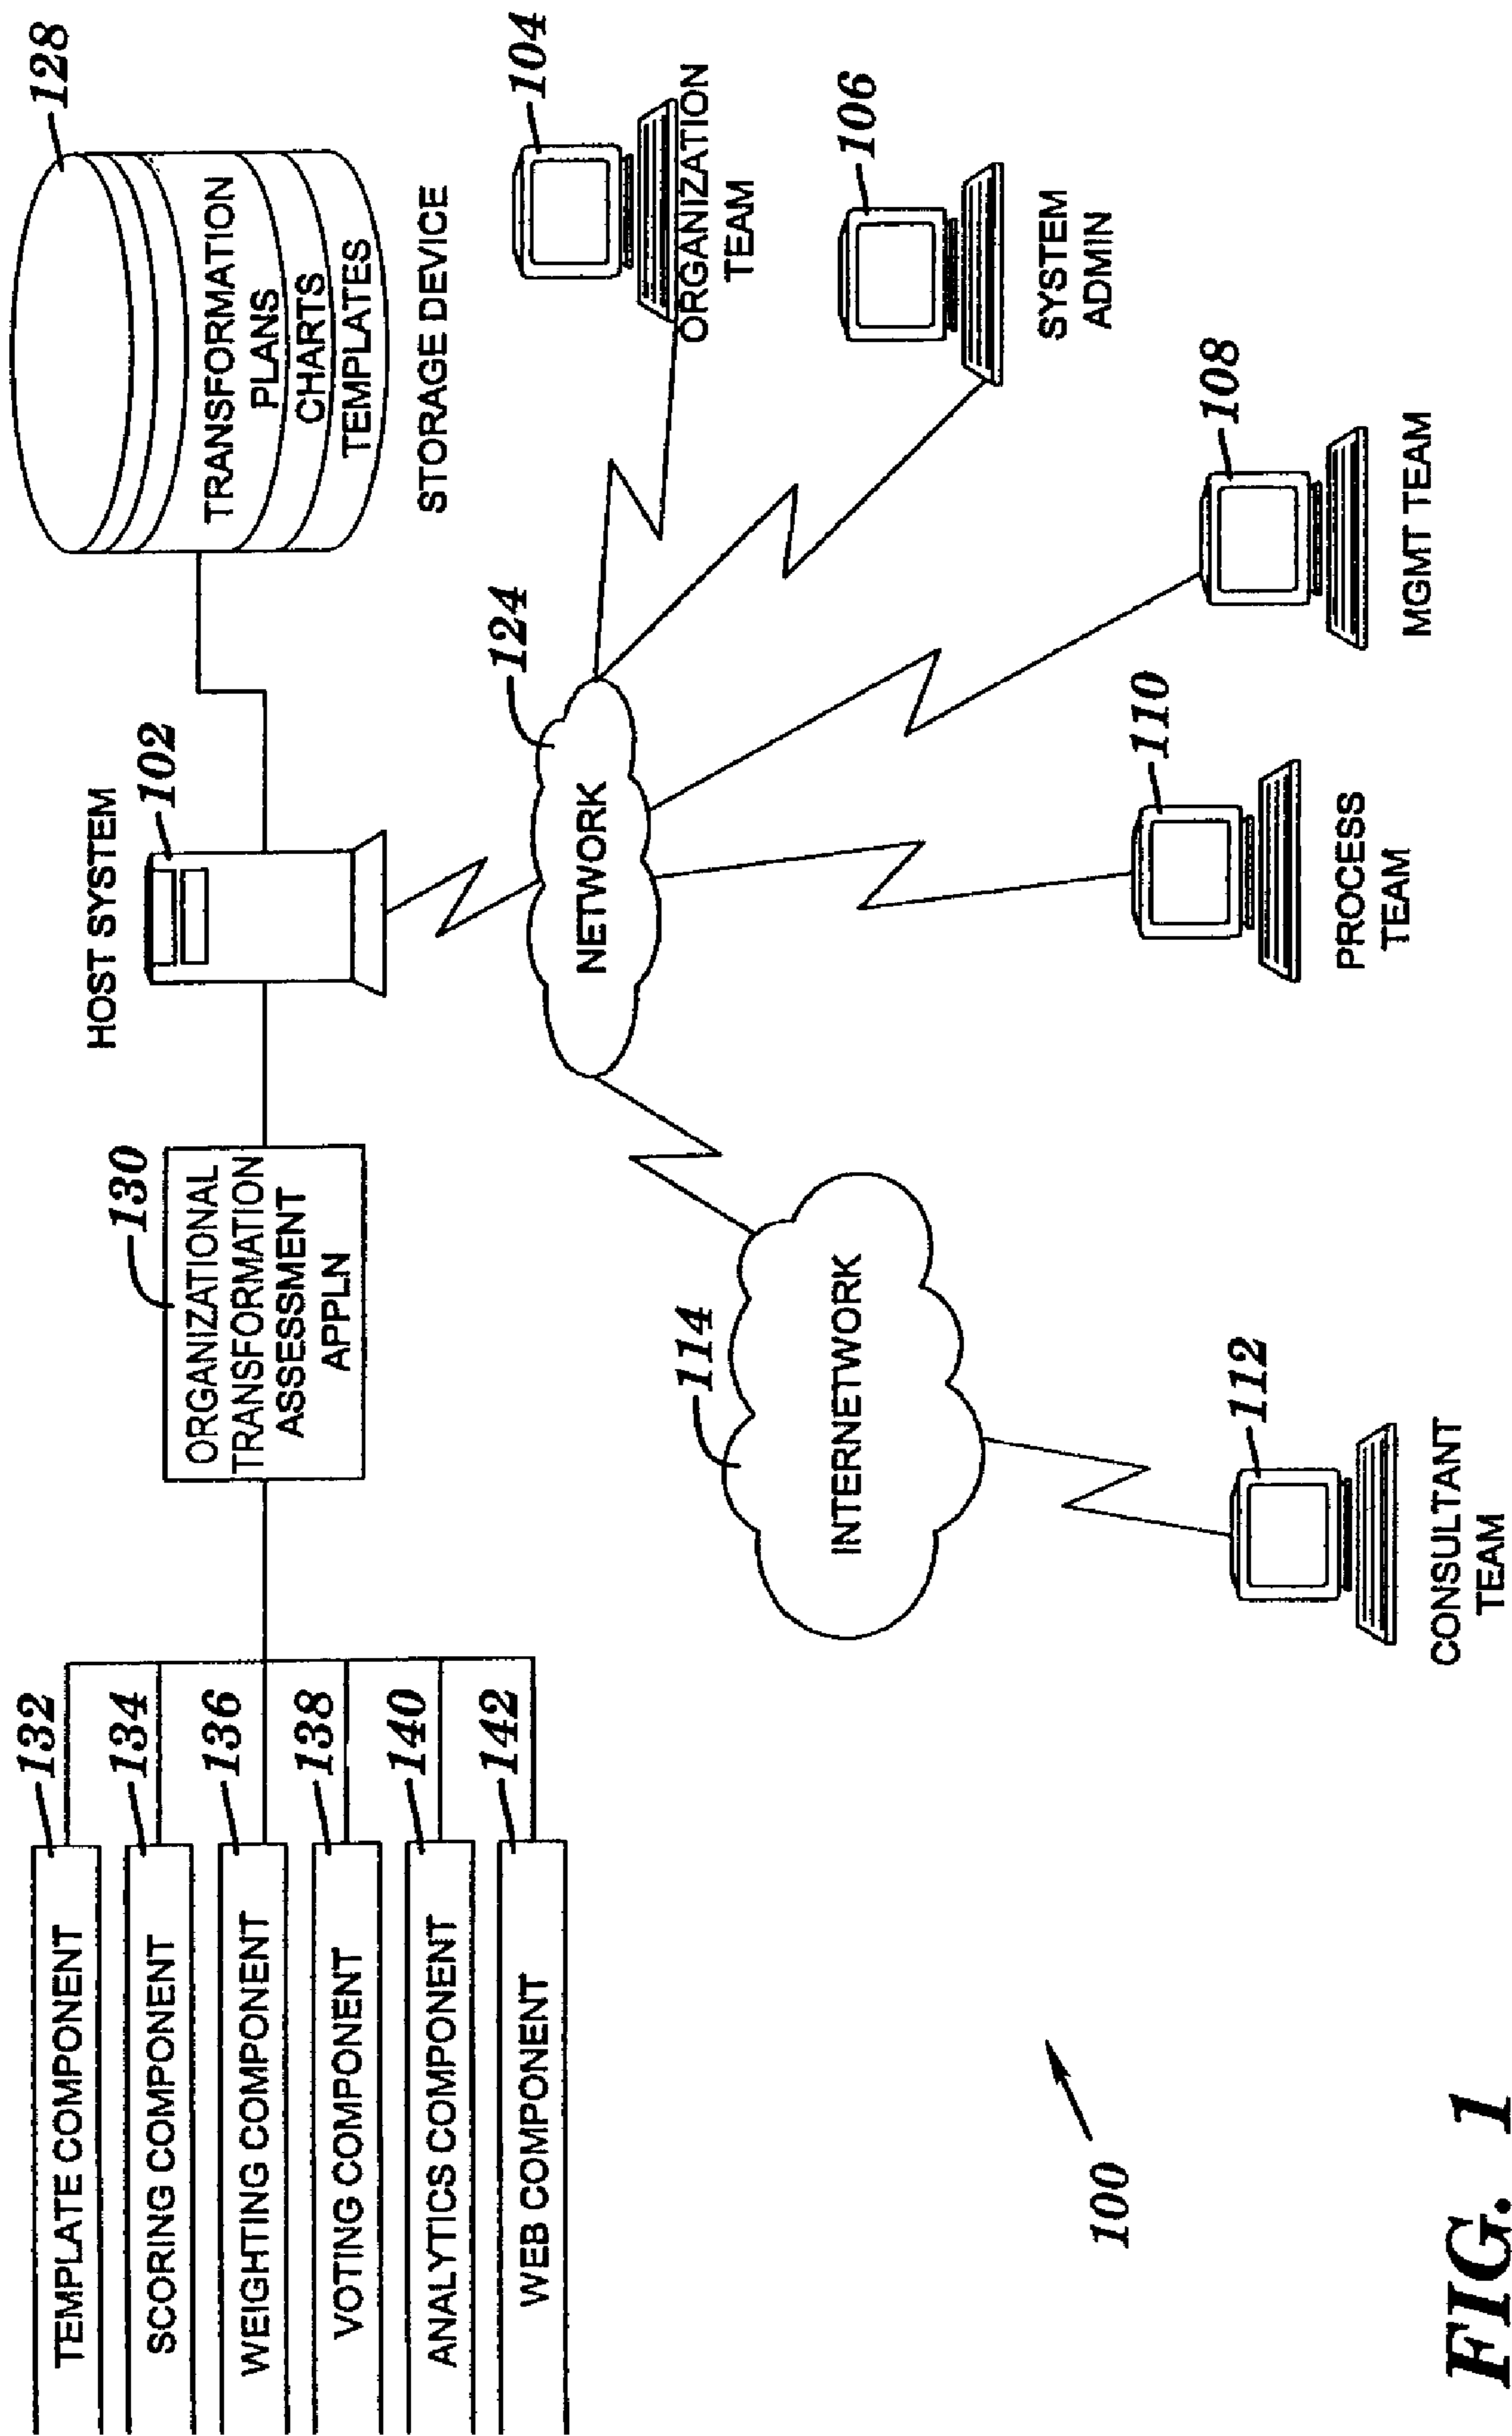 TEMPLATE COMPONENT
132
SCORING COMPONENT
134
WEIGHTING COMPONENT
136
VOTING COMPONENT
138
ANALYTICS COMPONENT
140
WEB COMPONENT
142
130
ORGANIZATIONAL
TRANSFORMATION
ASSESSMENT
APPLN
HOST SYSTEM
102
128
TRANSFORMATION
PLANS
CHARTS
TEMPLATES
STORAGE DEVICE
124
NETWORK
104
ORGANIZATION
TEAM
106
SYSTEM
ADMIN
108
MGMT TEAM
110
PROCESS
TEAM
114
INTERNETWORK
112
CONSULTANT
TEAM
100
FIG. 1